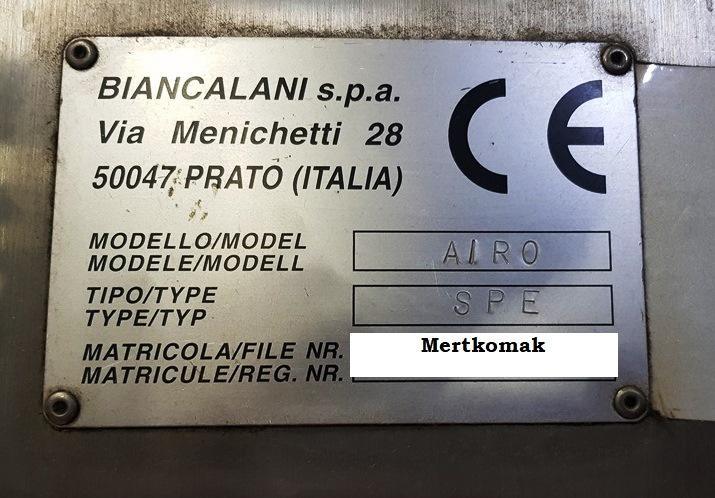 BIANCALANI s.p.a.
Via Menichetti 28
50047 PRATO (ITALIA)
CE
MODELLO/MODEL
MODELE/MODELL
AIRO
TIPO/TYPE
TYPE/TYP
SPE
MATRICOLA/FILE NR.
MATRICULE/REG. NR.
Mertkomak